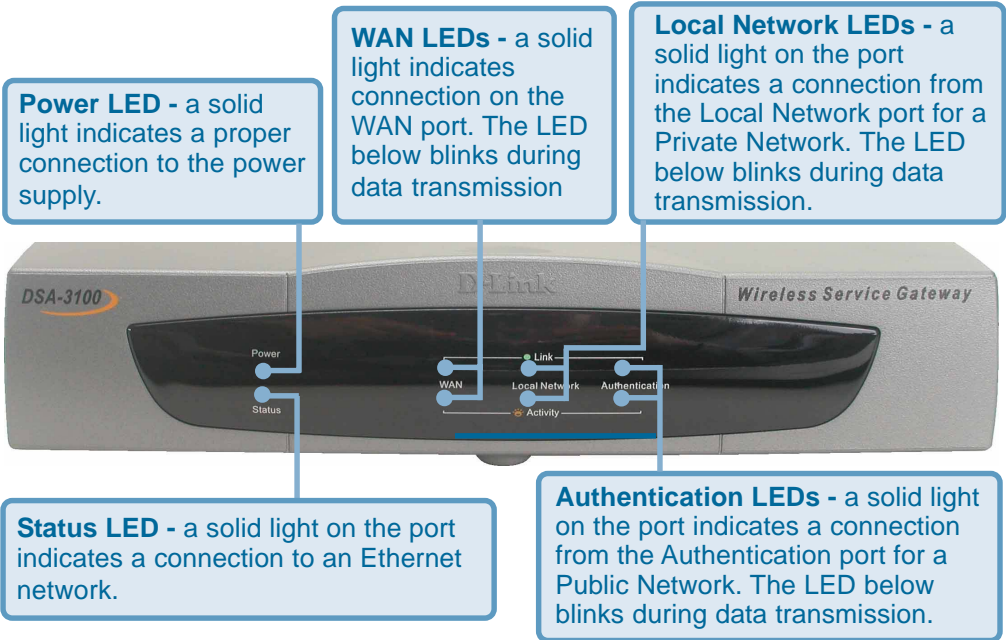 Power LED - a solid
light indicates a proper
connection to the power
supply.
WAN LEDs - a solid
light indicates
connection on the
WAN port. The LED
below blinks during
data transmission
Local Network LEDs - a
solid light on the port
indicates a connection from
the Local Network port for a
Private Network. The LED
below blinks during data
transmission.
DSA-3100
D-Link
Wireless Service Gateway
Power
Link
WAN
Local Network
Authentication
Status
Activity
Status LED - a solid light on the port
indicates a connection to an Ethernet
network.
Authentication LEDs - a solid light
on the port indicates a connection
from the Authentication port for a
Public Network. The LED below
blinks during data transmission.